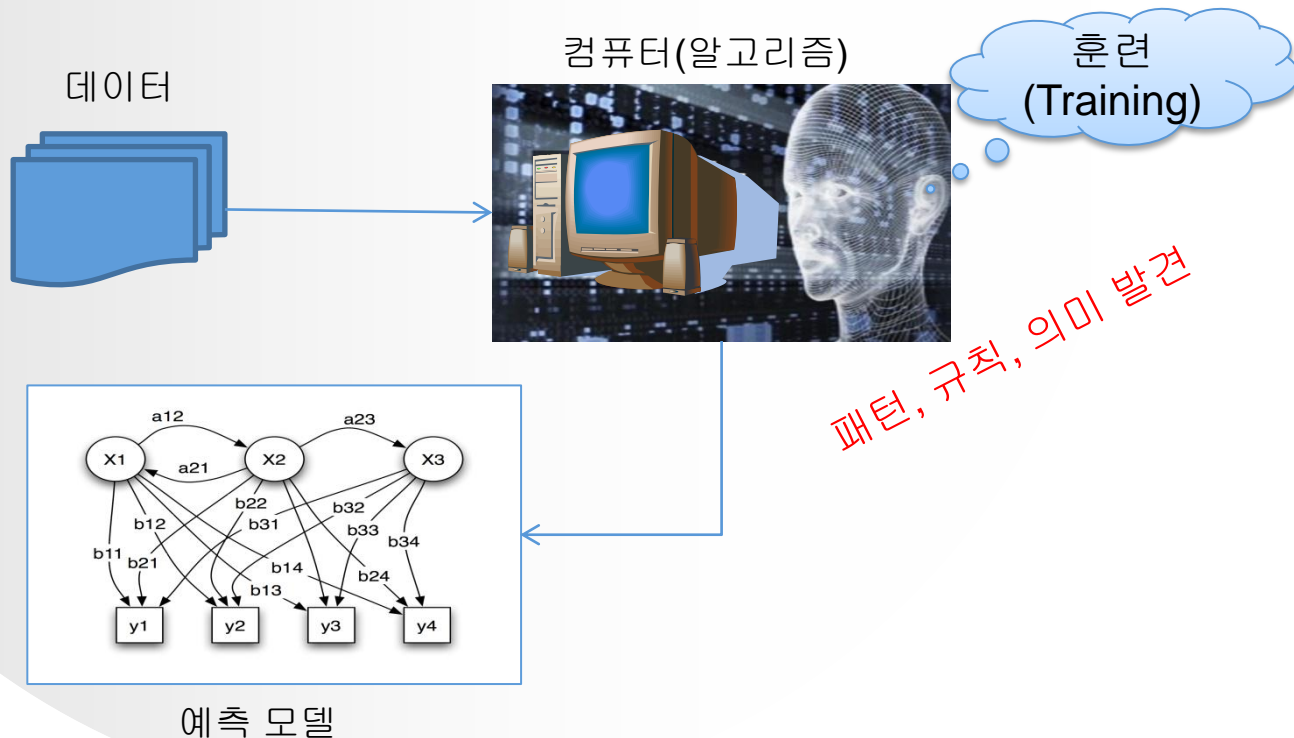 데이터
컴퓨터(알고리즘)
훈련
(Training)
패턴, 규칙, 의미 발견
a12
a23
X1
X2
X3
a21
b22
b32
b12
b31
b33
b11
b21
b34
b14
b24
b13
y1
y2
y3
y4
예측 모델